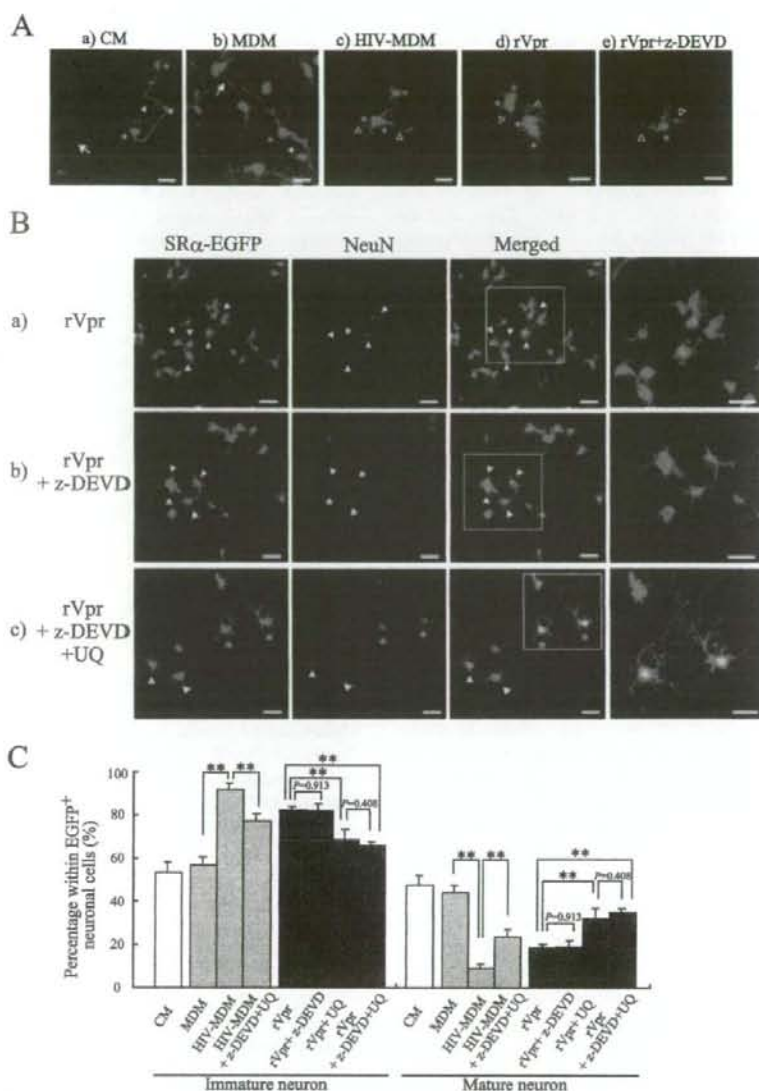 A
a) CM b) MDM c) HIV-MDM d) rVpr e) rVpr+z-DEVD
B
SRα-EGFP NeuN Merged
a) rVpr
b) rVpr
+ z-DEVD
c) rVpr
+ z-DEVD
+UQ
C
Percentage within EGFP+
neuronal cells (%)
100
80
60
40
20
0
** ** ** ** P=0.913 P=0.408
** ** ** ** P=0.913 P=0.408
CM
MDM
HIV-MDM
HIV-MDM
+ z-DEVD+UQ
rVpr
rVpr+ z-DEVD
rVpr+ UQ
rVpr
+ z-DEVD+UQ
CM
MDM
HIV-MDM
HIV-MDM
+ z-DEVD+UQ
rVpr
rVpr+ z-DEVD
rVpr+ UQ
rVpr
+ z-DEVD+UQ
Immature neuron Mature neuron